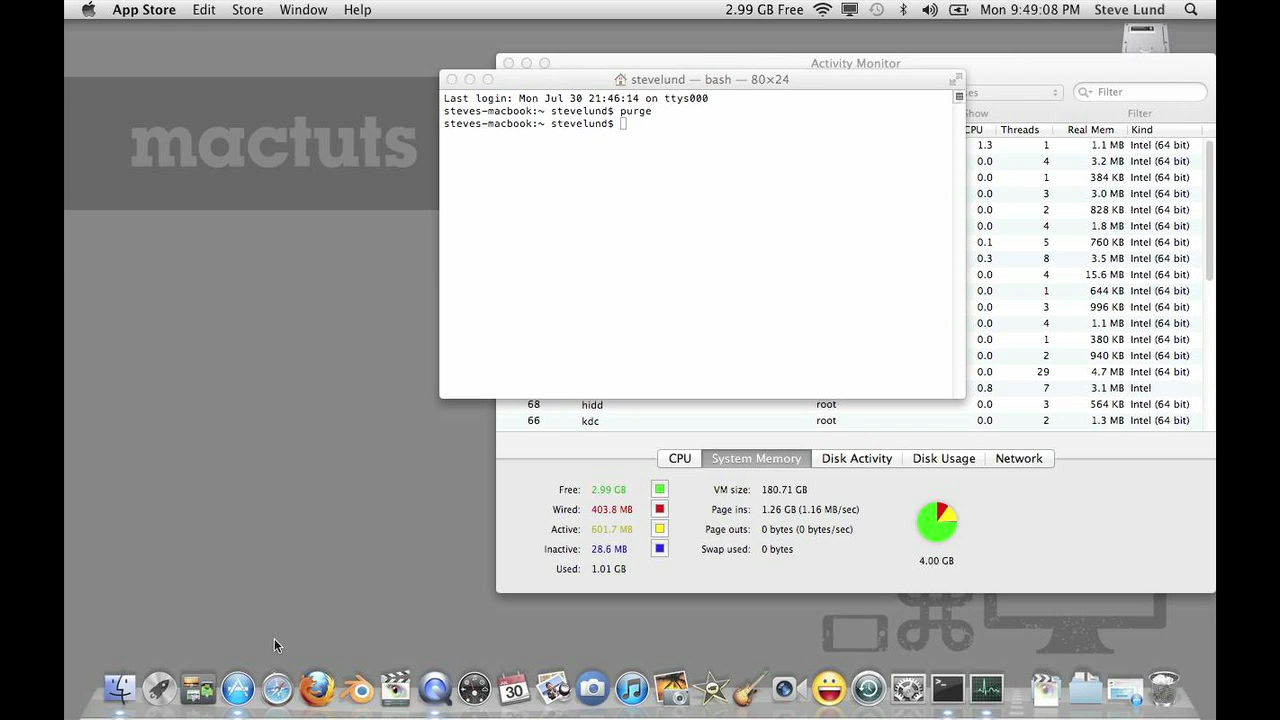 App Store Edit Store Window Help 2.99 GB Free Mon 9:49:08 PM Steve Lund
Activity Monitor
stevelund — bash — 80×24
Last login: Mon Jul 30 21:46:14 on ttys000
steves-macbook:~ stevelund$ purge
steves-macbook:~ stevelund$
mactuts
es Filter
Show Filter
CPU Threads Real Mem Kind
1.3 1 1.1 MB Intel (64 bit)
0.0 4 3.2 MB Intel (64 bit)
0.0 1 384 KB Intel (64 bit)
0.0 3 3.0 MB Intel (64 bit)
0.0 2 828 KB Intel (64 bit)
0.0 4 1.8 MB Intel (64 bit)
0.1 5 760 KB Intel (64 bit)
0.3 8 3.5 MB Intel (64 bit)
0.0 4 15.6 MB Intel (64 bit)
0.0 1 644 KB Intel (64 bit)
0.0 3 996 KB Intel (64 bit)
0.0 4 1.1 MB Intel (64 bit)
0.0 1 380 KB Intel (64 bit)
0.0 2 940 KB Intel (64 bit)
0.0 29 4.7 MB Intel (64 bit)
0.8 7 3.1 MB Intel
68 hidd root 0.0 3 564 KB Intel (64 bit)
66 kdc root 0.0 2 1.3 MB Intel (64 bit)
CPU System Memory Disk Activity Disk Usage Network
Free: 2.99 GB VM size: 180.71 GB
Wired: 403.8 MB Page ins: 1.26 GB (1.16 MB/sec)
Active: 601.7 MB Page outs: 0 bytes (0 bytes/sec)
Inactive: 28.6 MB Swap used: 0 bytes
Used: 1.01 GB
4.00 GB
30